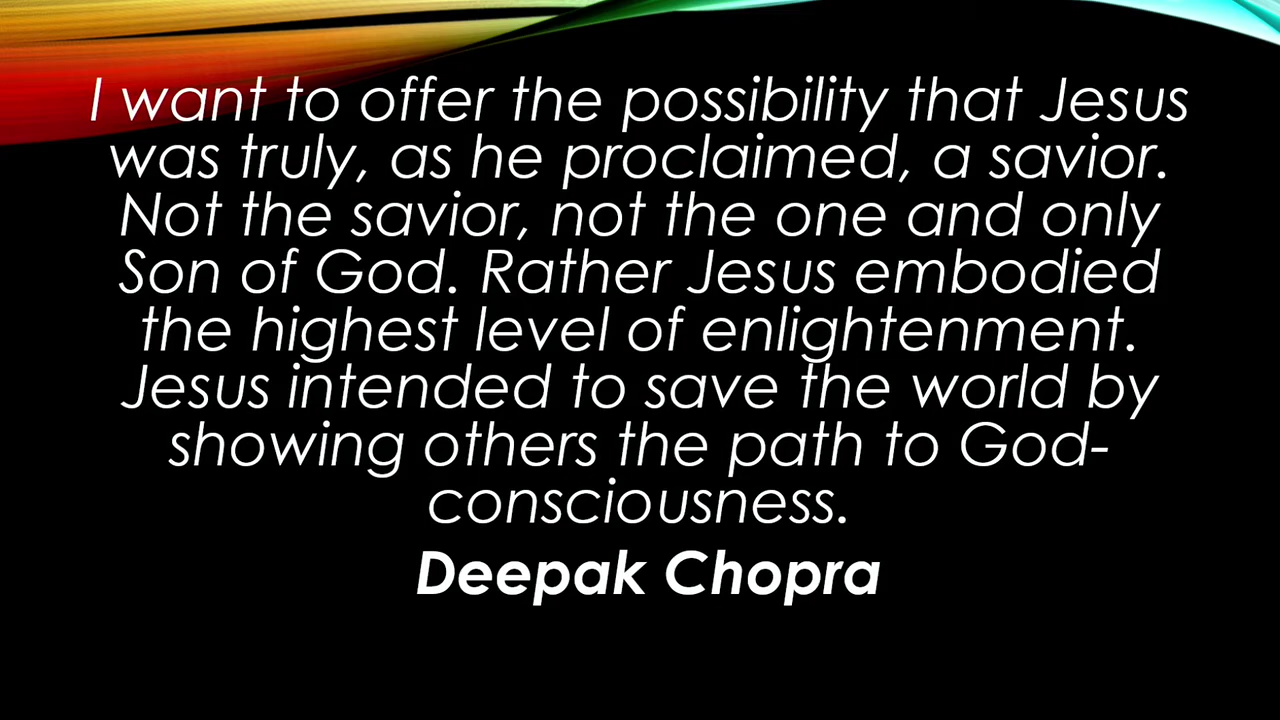 I want to offer the possibility that Jesus
was truly, as he proclaimed, a savior.
Not the savior, not the one and only
Son of God. Rather Jesus embodied
the highest level of enlightenment.
Jesus intended to save the world by
showing others the path to God-
consciousness.
Deepak Chopra